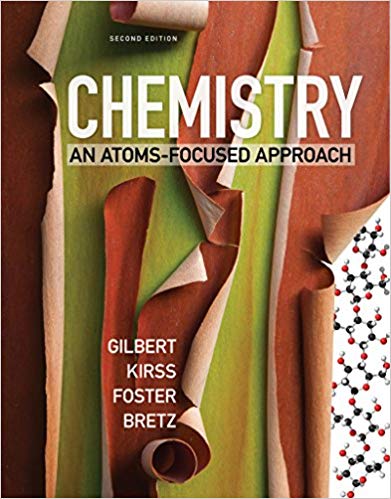 SECOND EDITION
CHEMISTRY
AN ATOMS-FOCUSED APPROACH
GILBERT
KIRSS
FOSTER
BRETZ